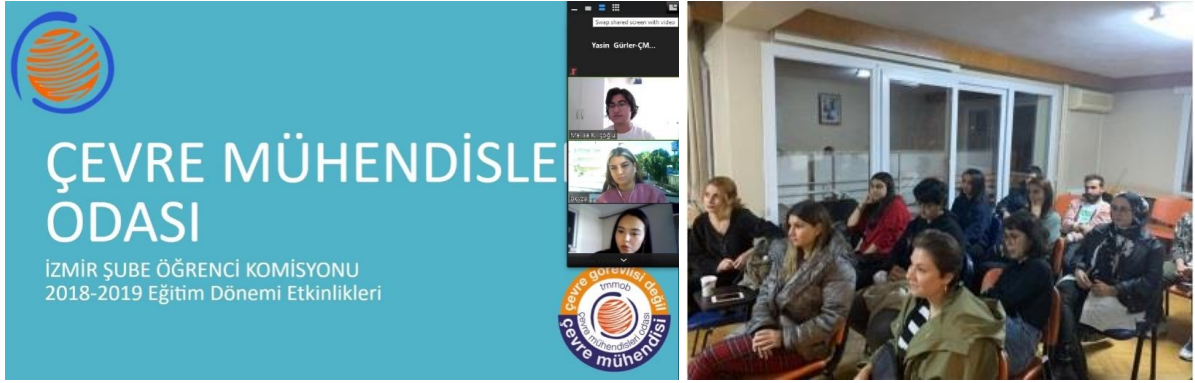 ÇEVRE MÜHENDİSLE
ODASI
İZMİR ŞUBE ÖĞRENCİ KOMİSYONU
2018-2019 Eğitim Dönemi Etkinlikleri
Swap shared screen with video
Yasin Gürler-ÇM...
Beyza
çevre görevlisi değil
tmmob
çevre mühendisleri odası
çevre mühendisi